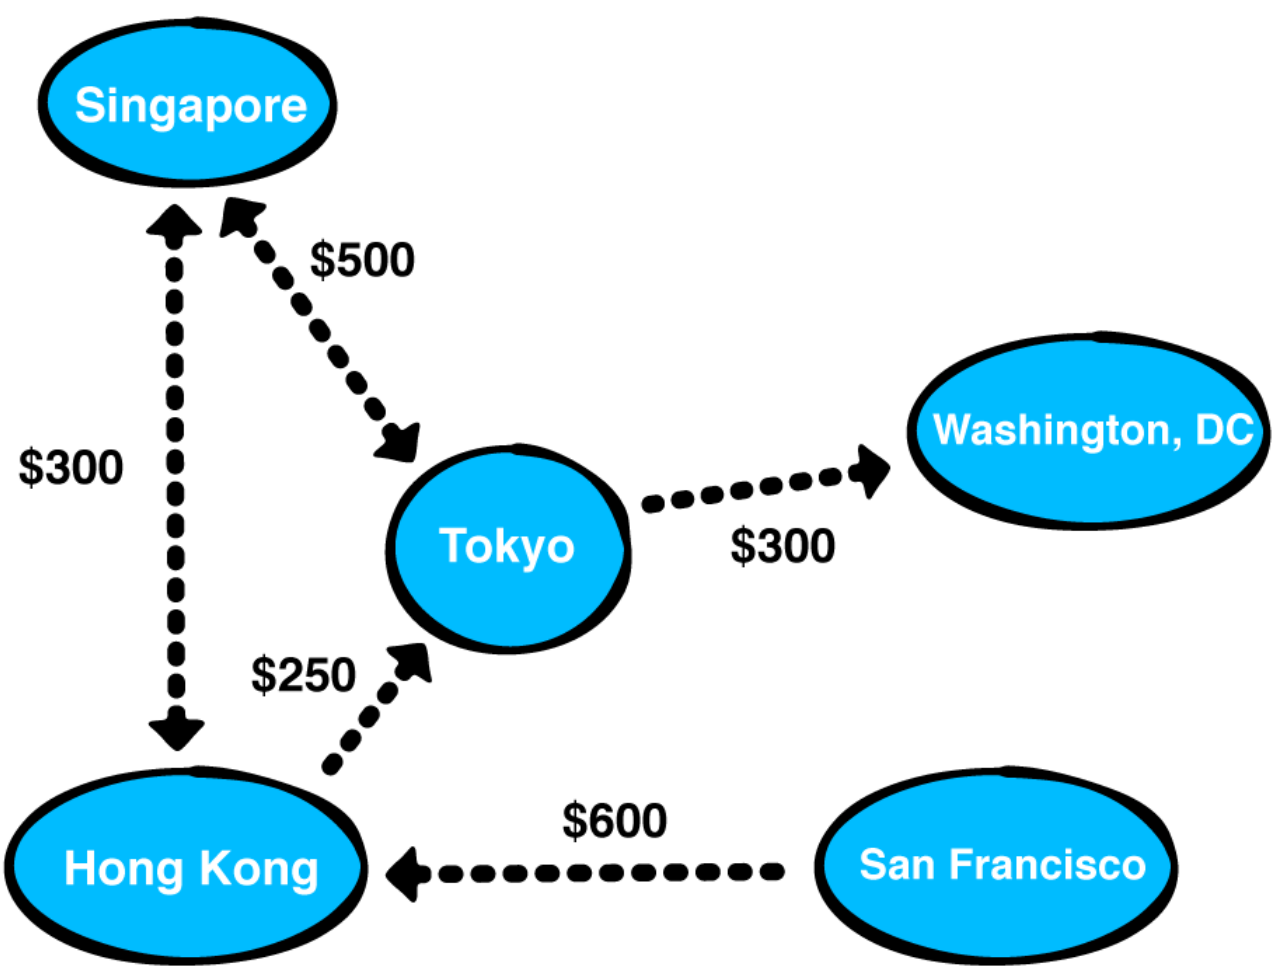 Singapore
$500
Washington, DC
$300
Tokyo
$300
$250
$600
Hong Kong
San Francisco